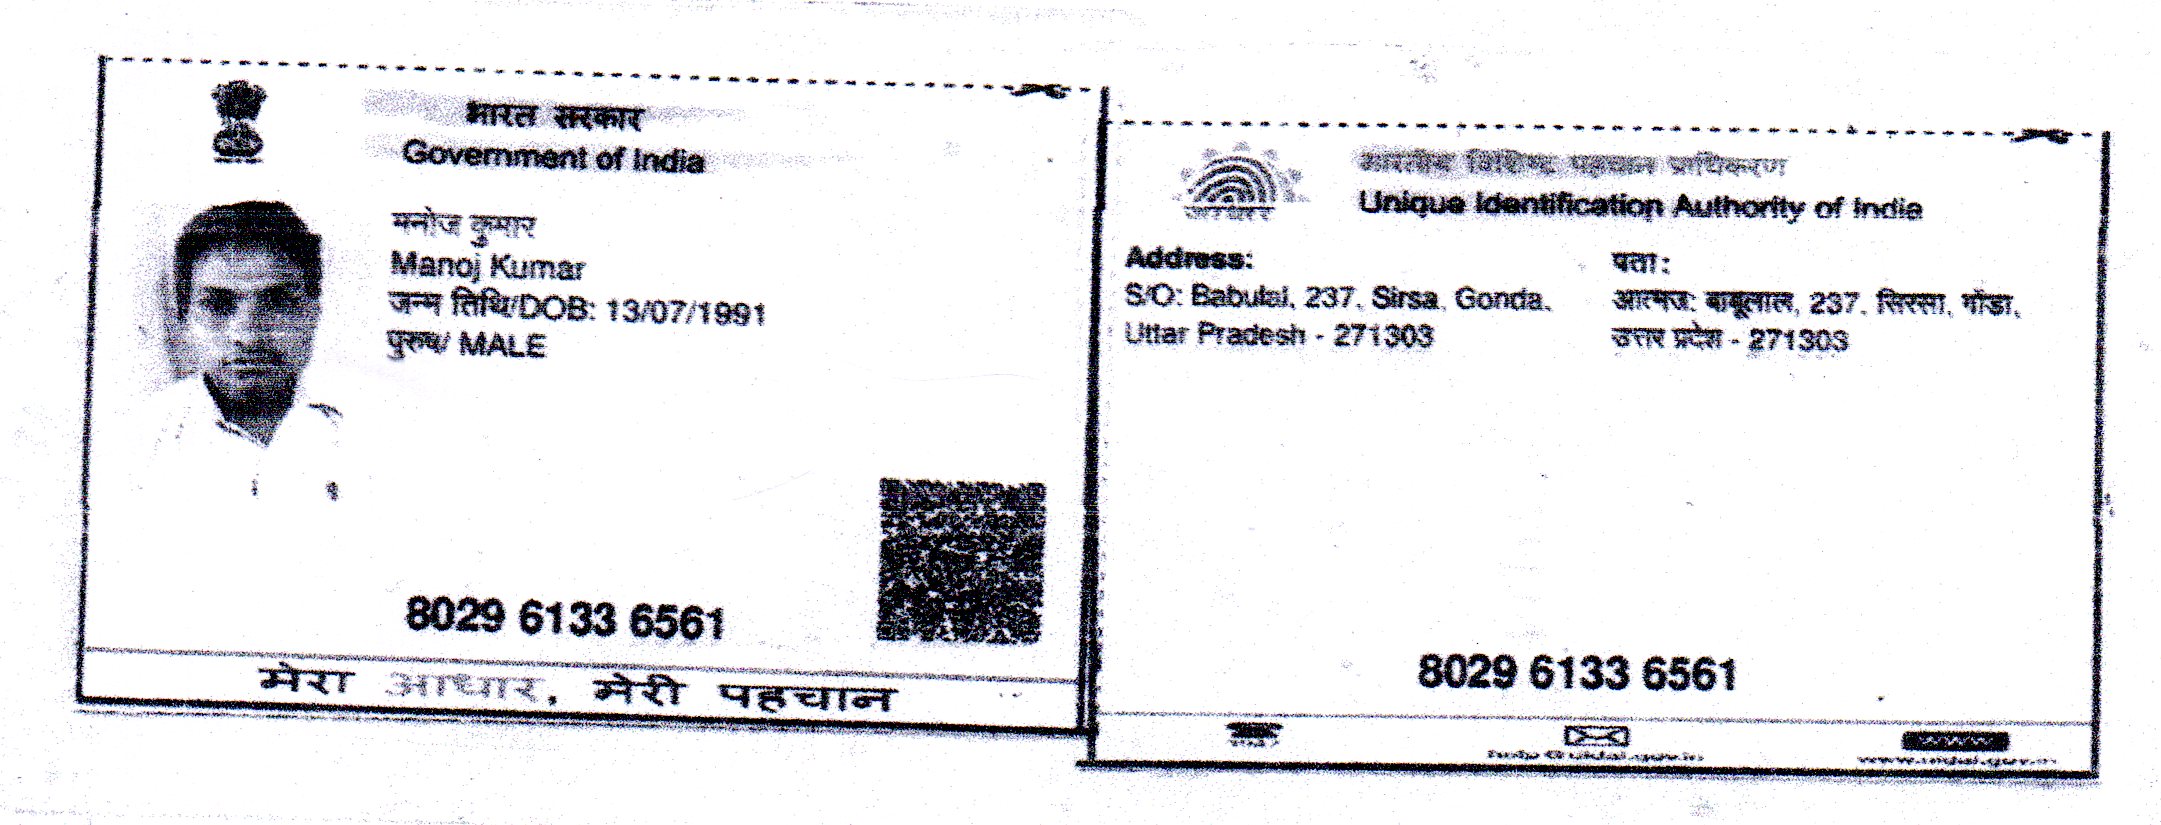 भारत सरकार
Government of India
मनोज कुमार
Manoj Kumar
जन्म तिथि/DOB: 13/07/1991
पुरुष/ MALE
8029 6133 6561
मेरा आधार, मेरी पहचान
भारतीय विशिष्ट पहचान प्राधिकरण
Unique Identification Authority of India
Address:
S/O: Babulal, 237, Sirsa, Gonda,
Uttar Pradesh - 271303
पता:
आत्मज: बाबूलाल, 237, सिरसा, गोंडा,
उत्तर प्रदेश - 271303
8029 6133 6561
1947
help@uidai.gov.in
WWW
www.uidai.gov.in